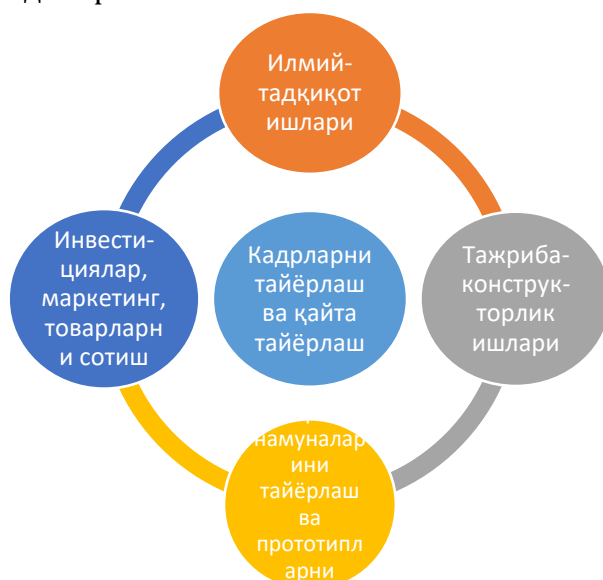 Илмий-
тадқиқот
ишлари
Инвести-
циялар,
маркетинг,
товарларн
и сотиш
Кадрларни
тайёрлаш
ва қайта
тайёрлаш
Тажриба-
конструк-
торлик
ишлари
намуналар
ини
тайёрлаш
ва
прототипл
арни